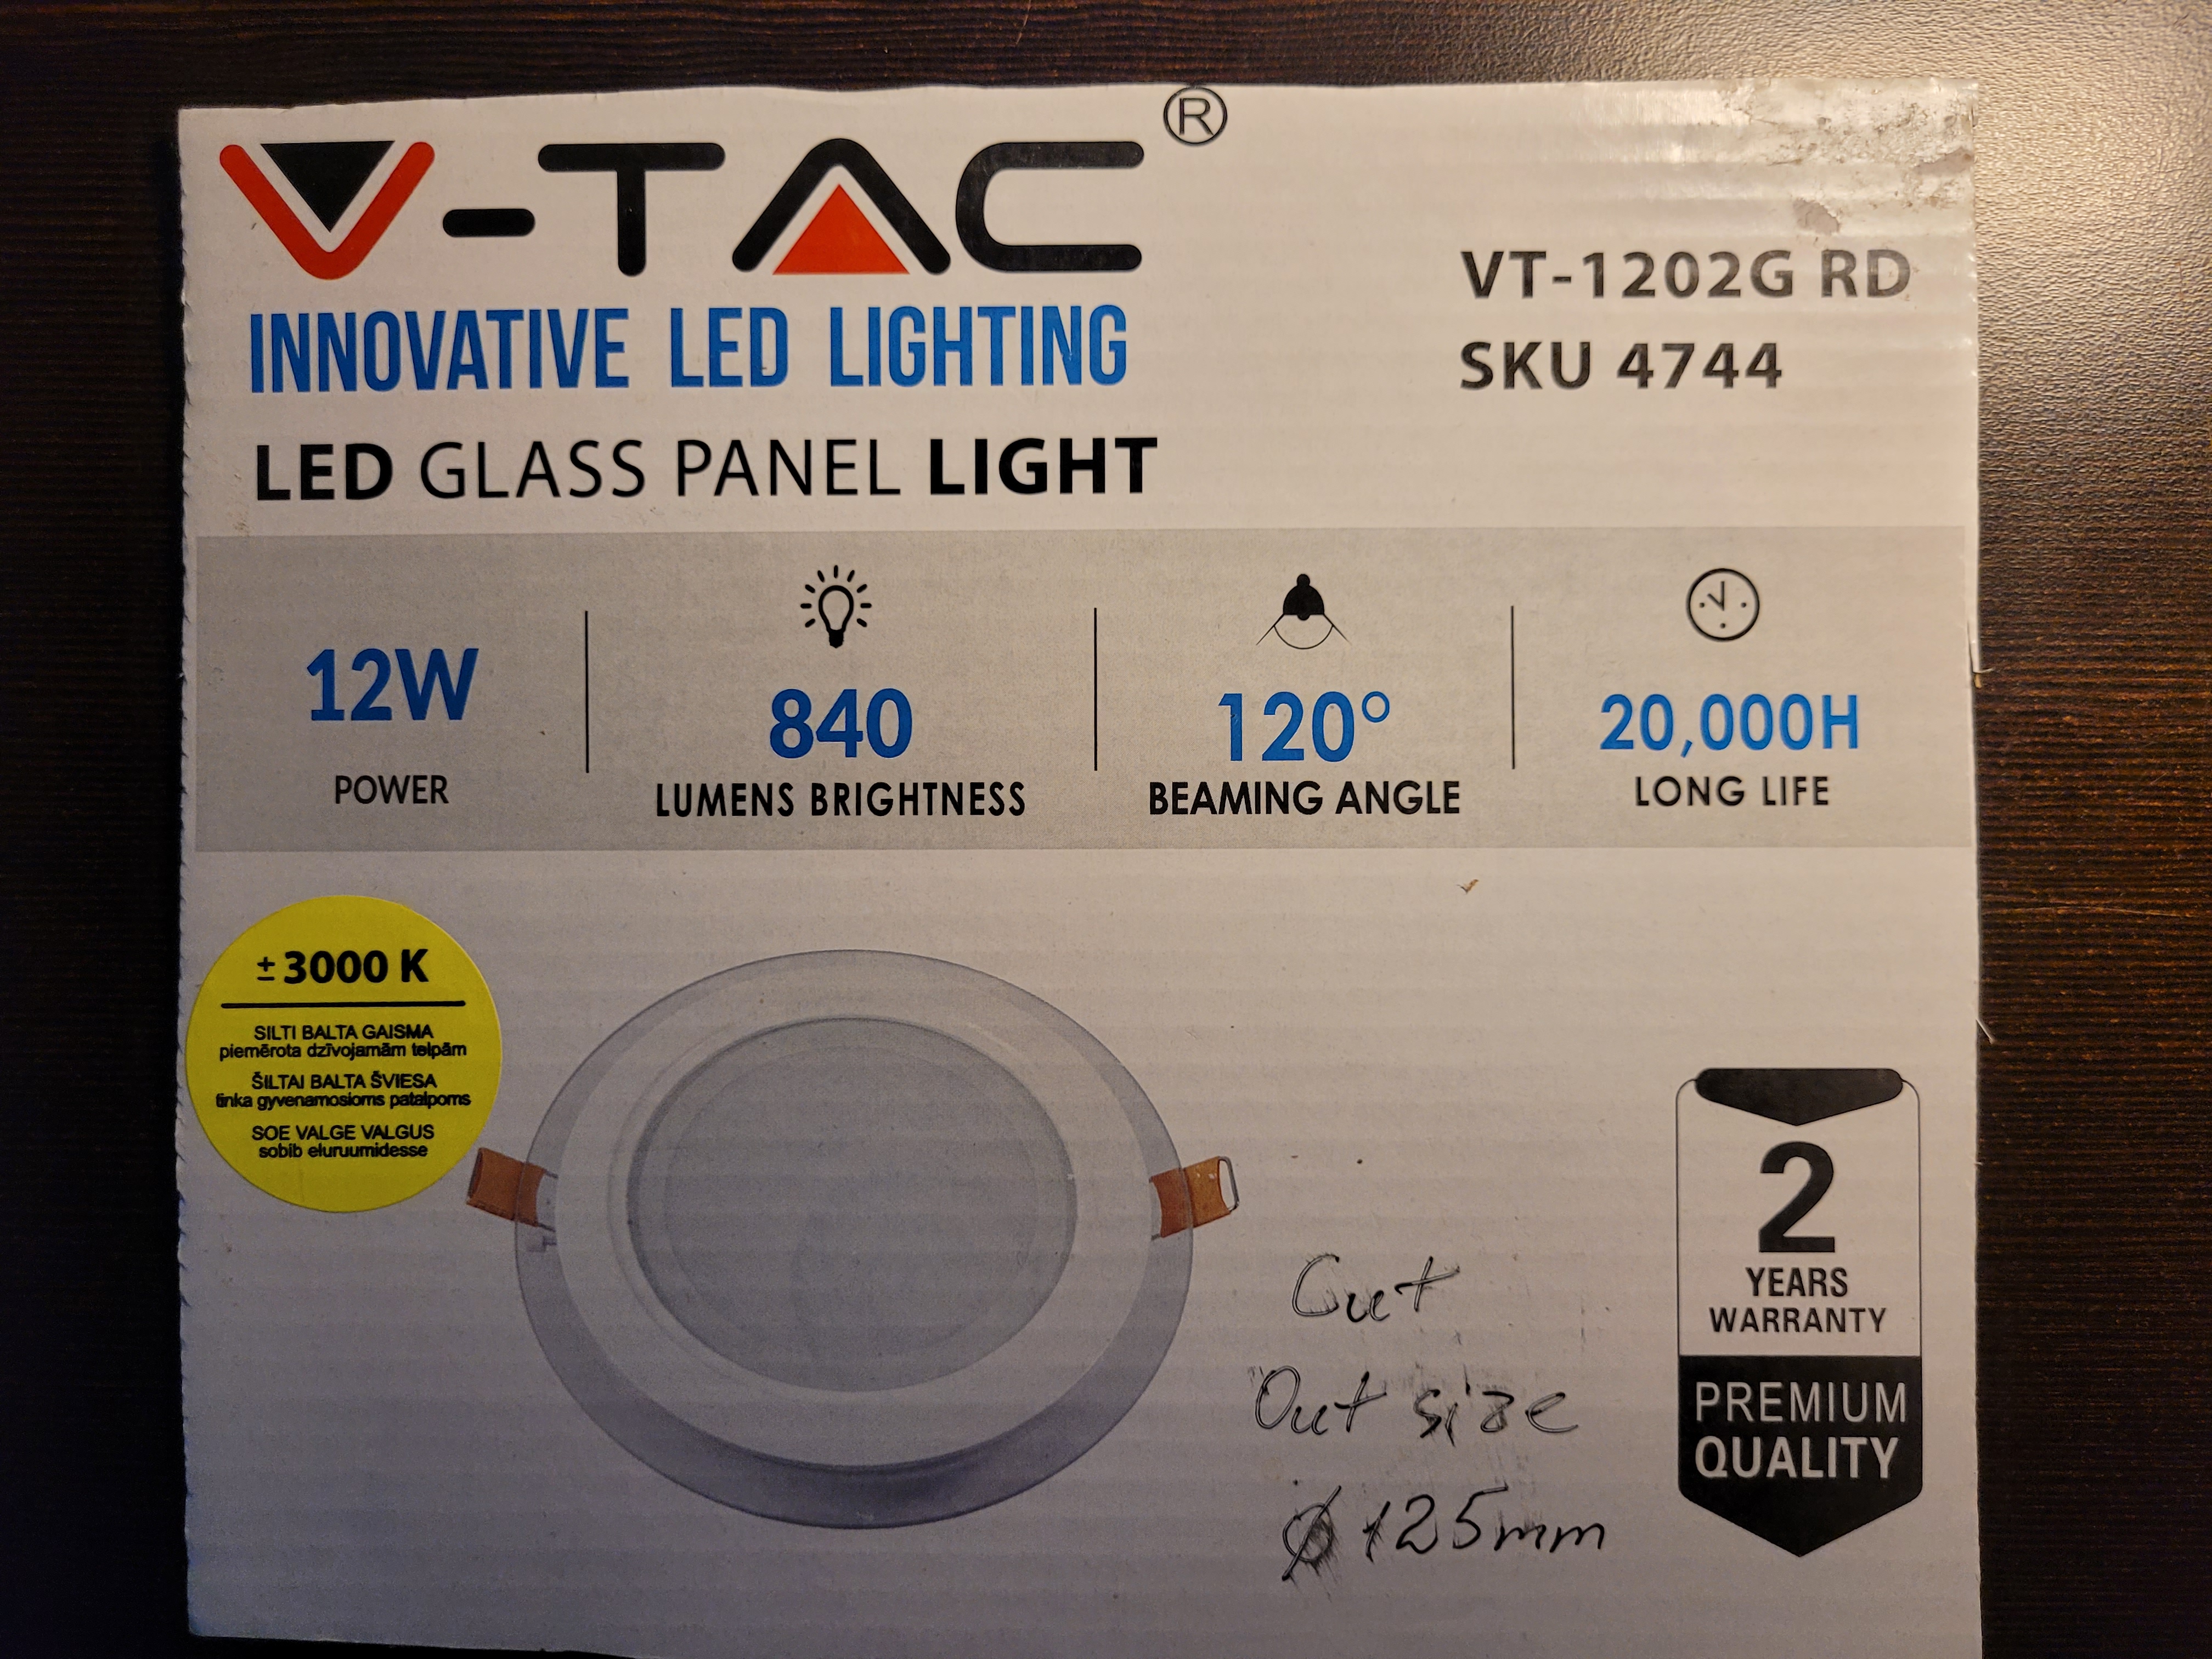 V-TAC®
INNOVATIVE LED LIGHTING
LED GLASS PANEL LIGHT
VT-1202G RD
SKU 4744
12W
POWER
840
LUMENS BRIGHTNESS
120°
BEAMING ANGLE
20,000H
LONG LIFE
±3000 K
SILTI BALTA GAISMA
piemērota dzīvojamām telpām
ŠILTAI BALTA ŠVIESA
tinka gyvenamosioms patalpoms
SOE VALGE VALGUS
sobib eluruumidesse
Cut
Out size
Ø 125mm
2
YEARS
WARRANTY
PREMIUM
QUALITY